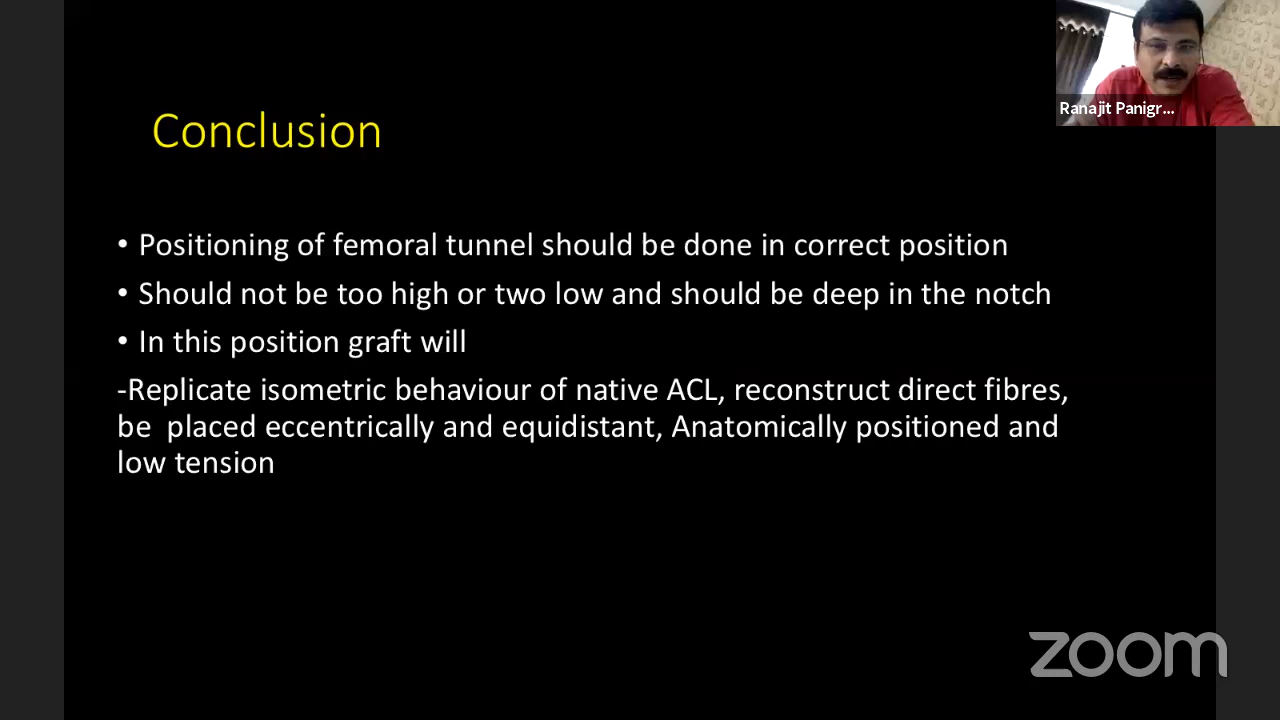 Ranajit Panigr...
Conclusion
• Positioning of femoral tunnel should be done in correct position
• Should not be too high or two low and should be deep in the notch
• In this position graft will
-Replicate isometric behaviour of native ACL, reconstruct direct fibres,
be placed eccentrically and equidistant, Anatomically positioned and
low tension
zoom